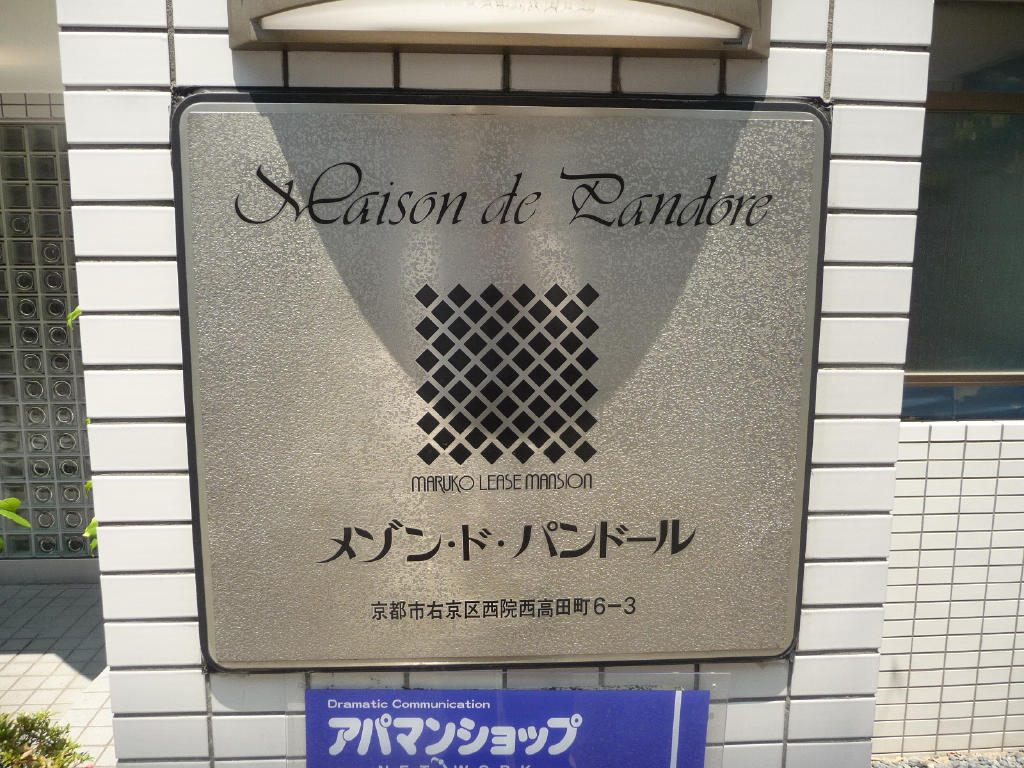 Maison de Pandore
MARUKO LEASE MANSION
メゾン・ド・パンドール
京都市右京区西院西高田町6-3
Dramatic Communication
アパマンショップ
NETWORK